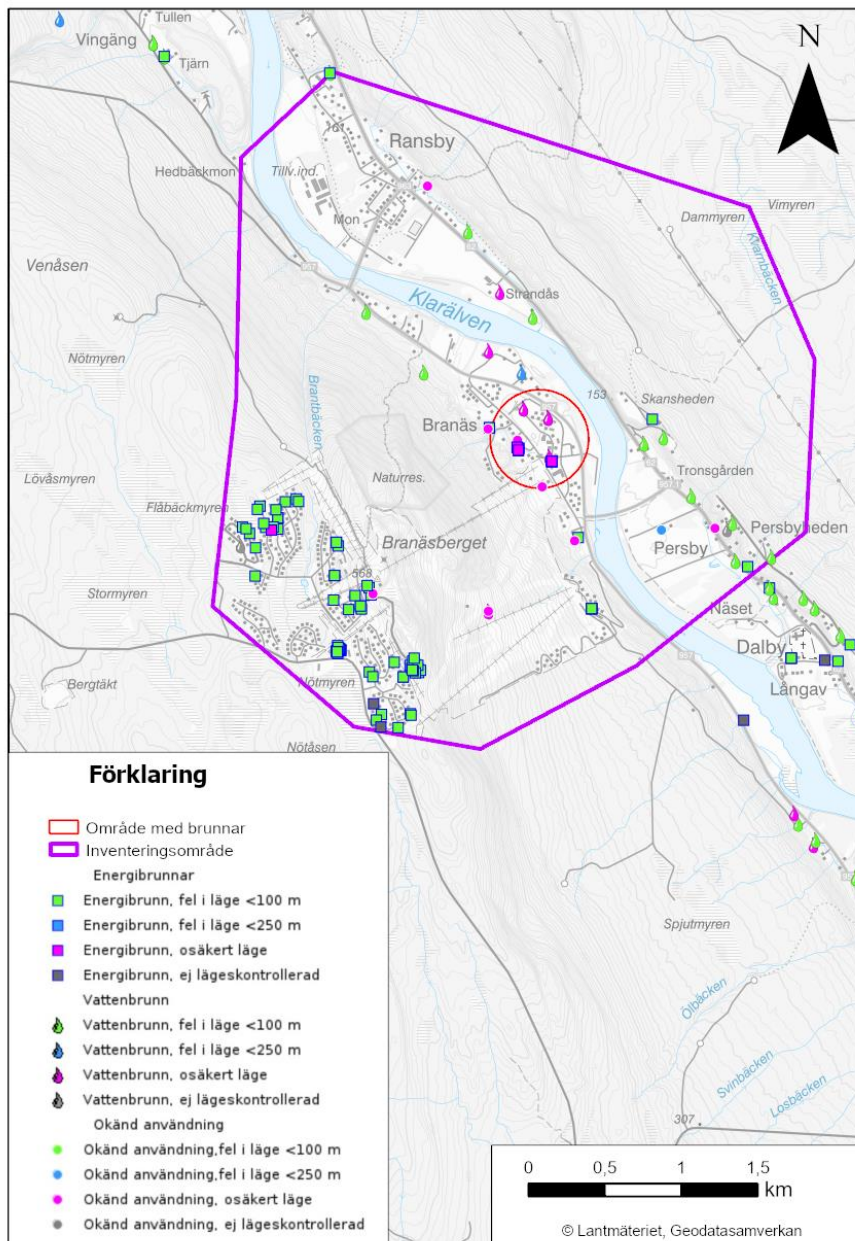 Tullen
Vingäng
Tjärn
N
161
Ransby
Hedbäckmon
Tillv.ind.
Mon
Vimyren
Dammyren
Kvarnbäcken
Venåsen
Klarälven
Strandås
Nötmyren
Brantbäcken
153
Skansheden
Branäs
Naturres.
Tronsgården
Lövåsmyren
Flåbäckmyren
Branäsberget
Persby
Persbyheden
568
Stormyren
Näset
Dalby
Långav
Bergtäkt
Nötmyren
Nötåsen
Spjutmyren
Ölbäcken
Svinbäcken
Losbäcken
307
Förklaring
Område med brunnar
Inventeringsområde
Energibrunnar
Energibrunn, fel i läge <100 m
Energibrunn, fel i läge <250 m
Energibrunn, osäkert läge
Energibrunn, ej lägeskontrollerad
Vattenbrunn
Vattenbrunn, fel i läge <100 m
Vattenbrunn, fel i läge <250 m
Vattenbrunn, osäkert läge
Vattenbrunn, ej lägeskontrollerad
Okänd användning
Okänd användning,fel i läge <100 m
Okänd användning,fel i läge <250 m
Okänd användning, osäkert läge
Okänd användning, ej lägeskontrollerad
0 0,5 1 1,5
km
© Lantmäteriet, Geodatasamverkan